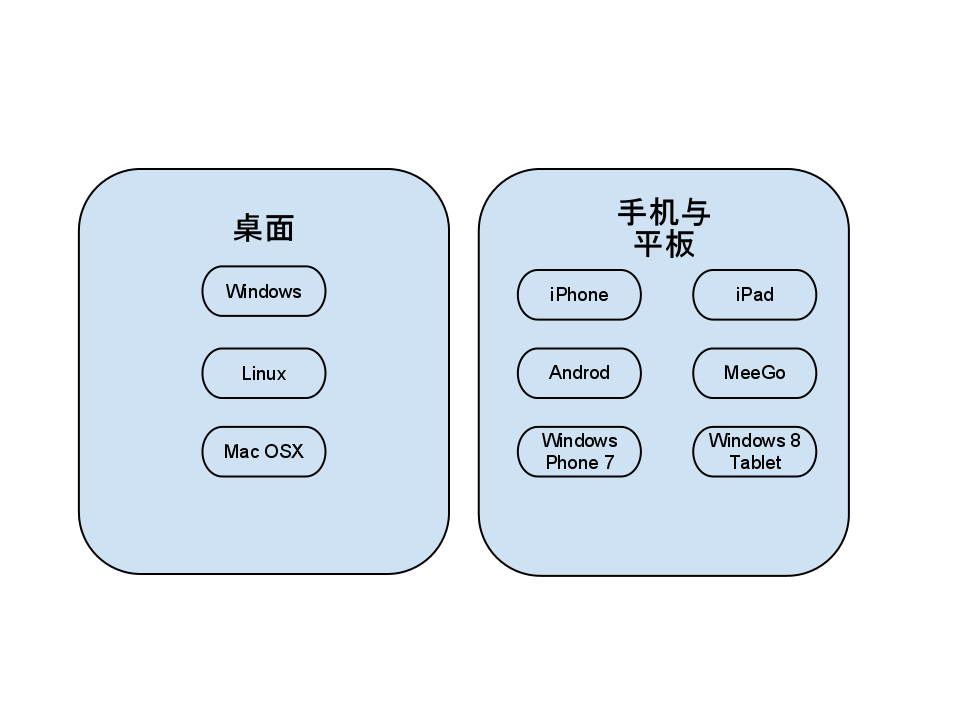 桌面
Windows
Linux
Mac OSX
手机与
平板
iPhone
iPad
Androd
MeeGo
Windows
Phone 7
Windows 8
Tablet